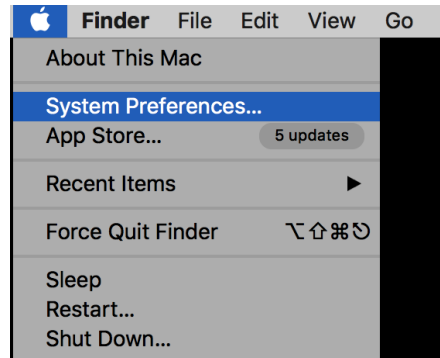 Finder File Edit View Go
About This Mac
System Preferences...
App Store... 5 updates
Recent Items ▶
Force Quit Finder ⌥⇧⌘⎋
Sleep
Restart...
Shut Down...